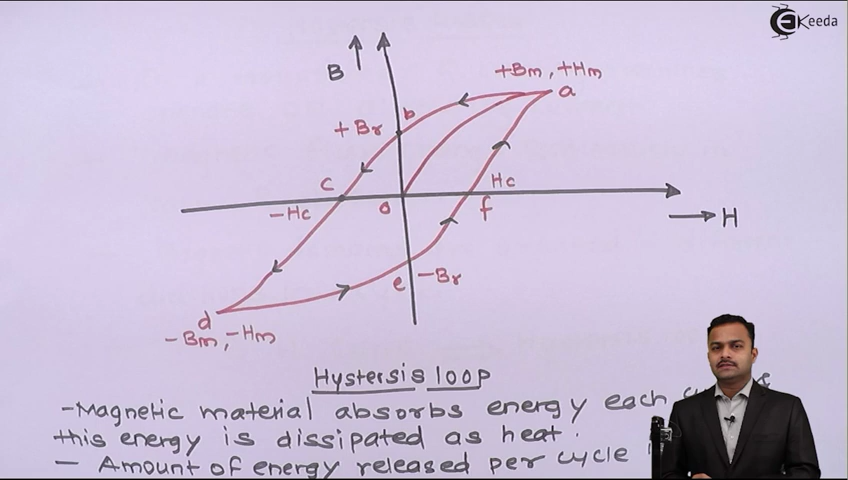 Ekeeda
B
+Bm, +Hm
a
b
+Br
c
Hc
-Hc
o
f
H
e
-Br
d
-Bm, -Hm
Hystersis loop
-Magnetic material absorbs energy each
this energy is dissipated as heat.
- Amount of energy released per cycle